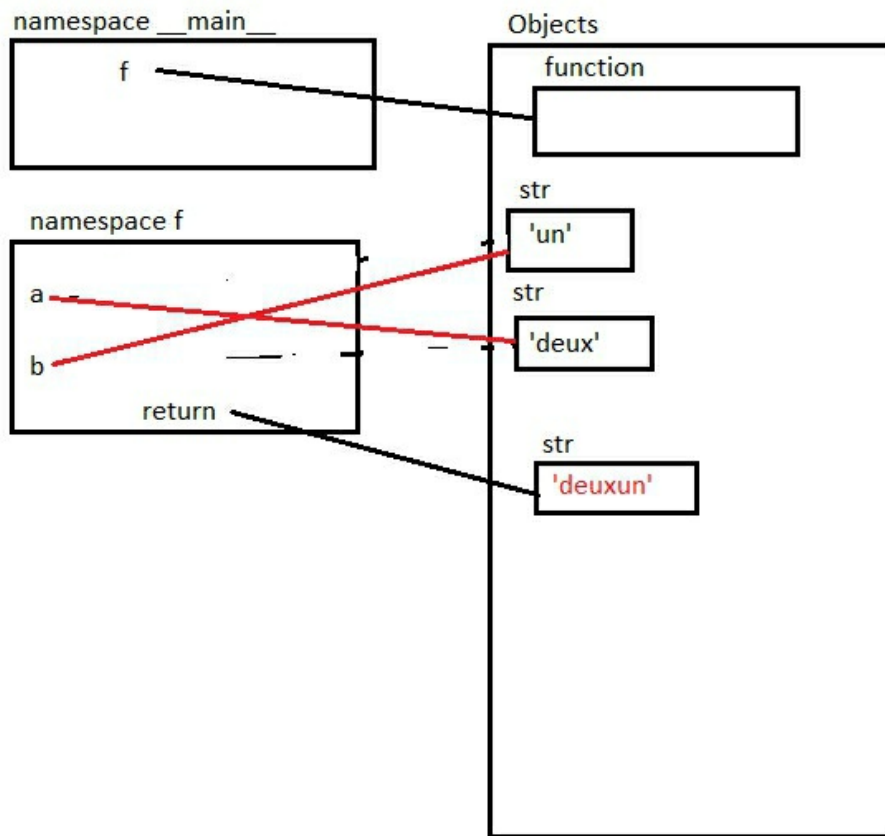 namespace __main__
f
Objects
function
str
'un'
namespace f
a
str
'deux'
b
return
str
'deuxun'